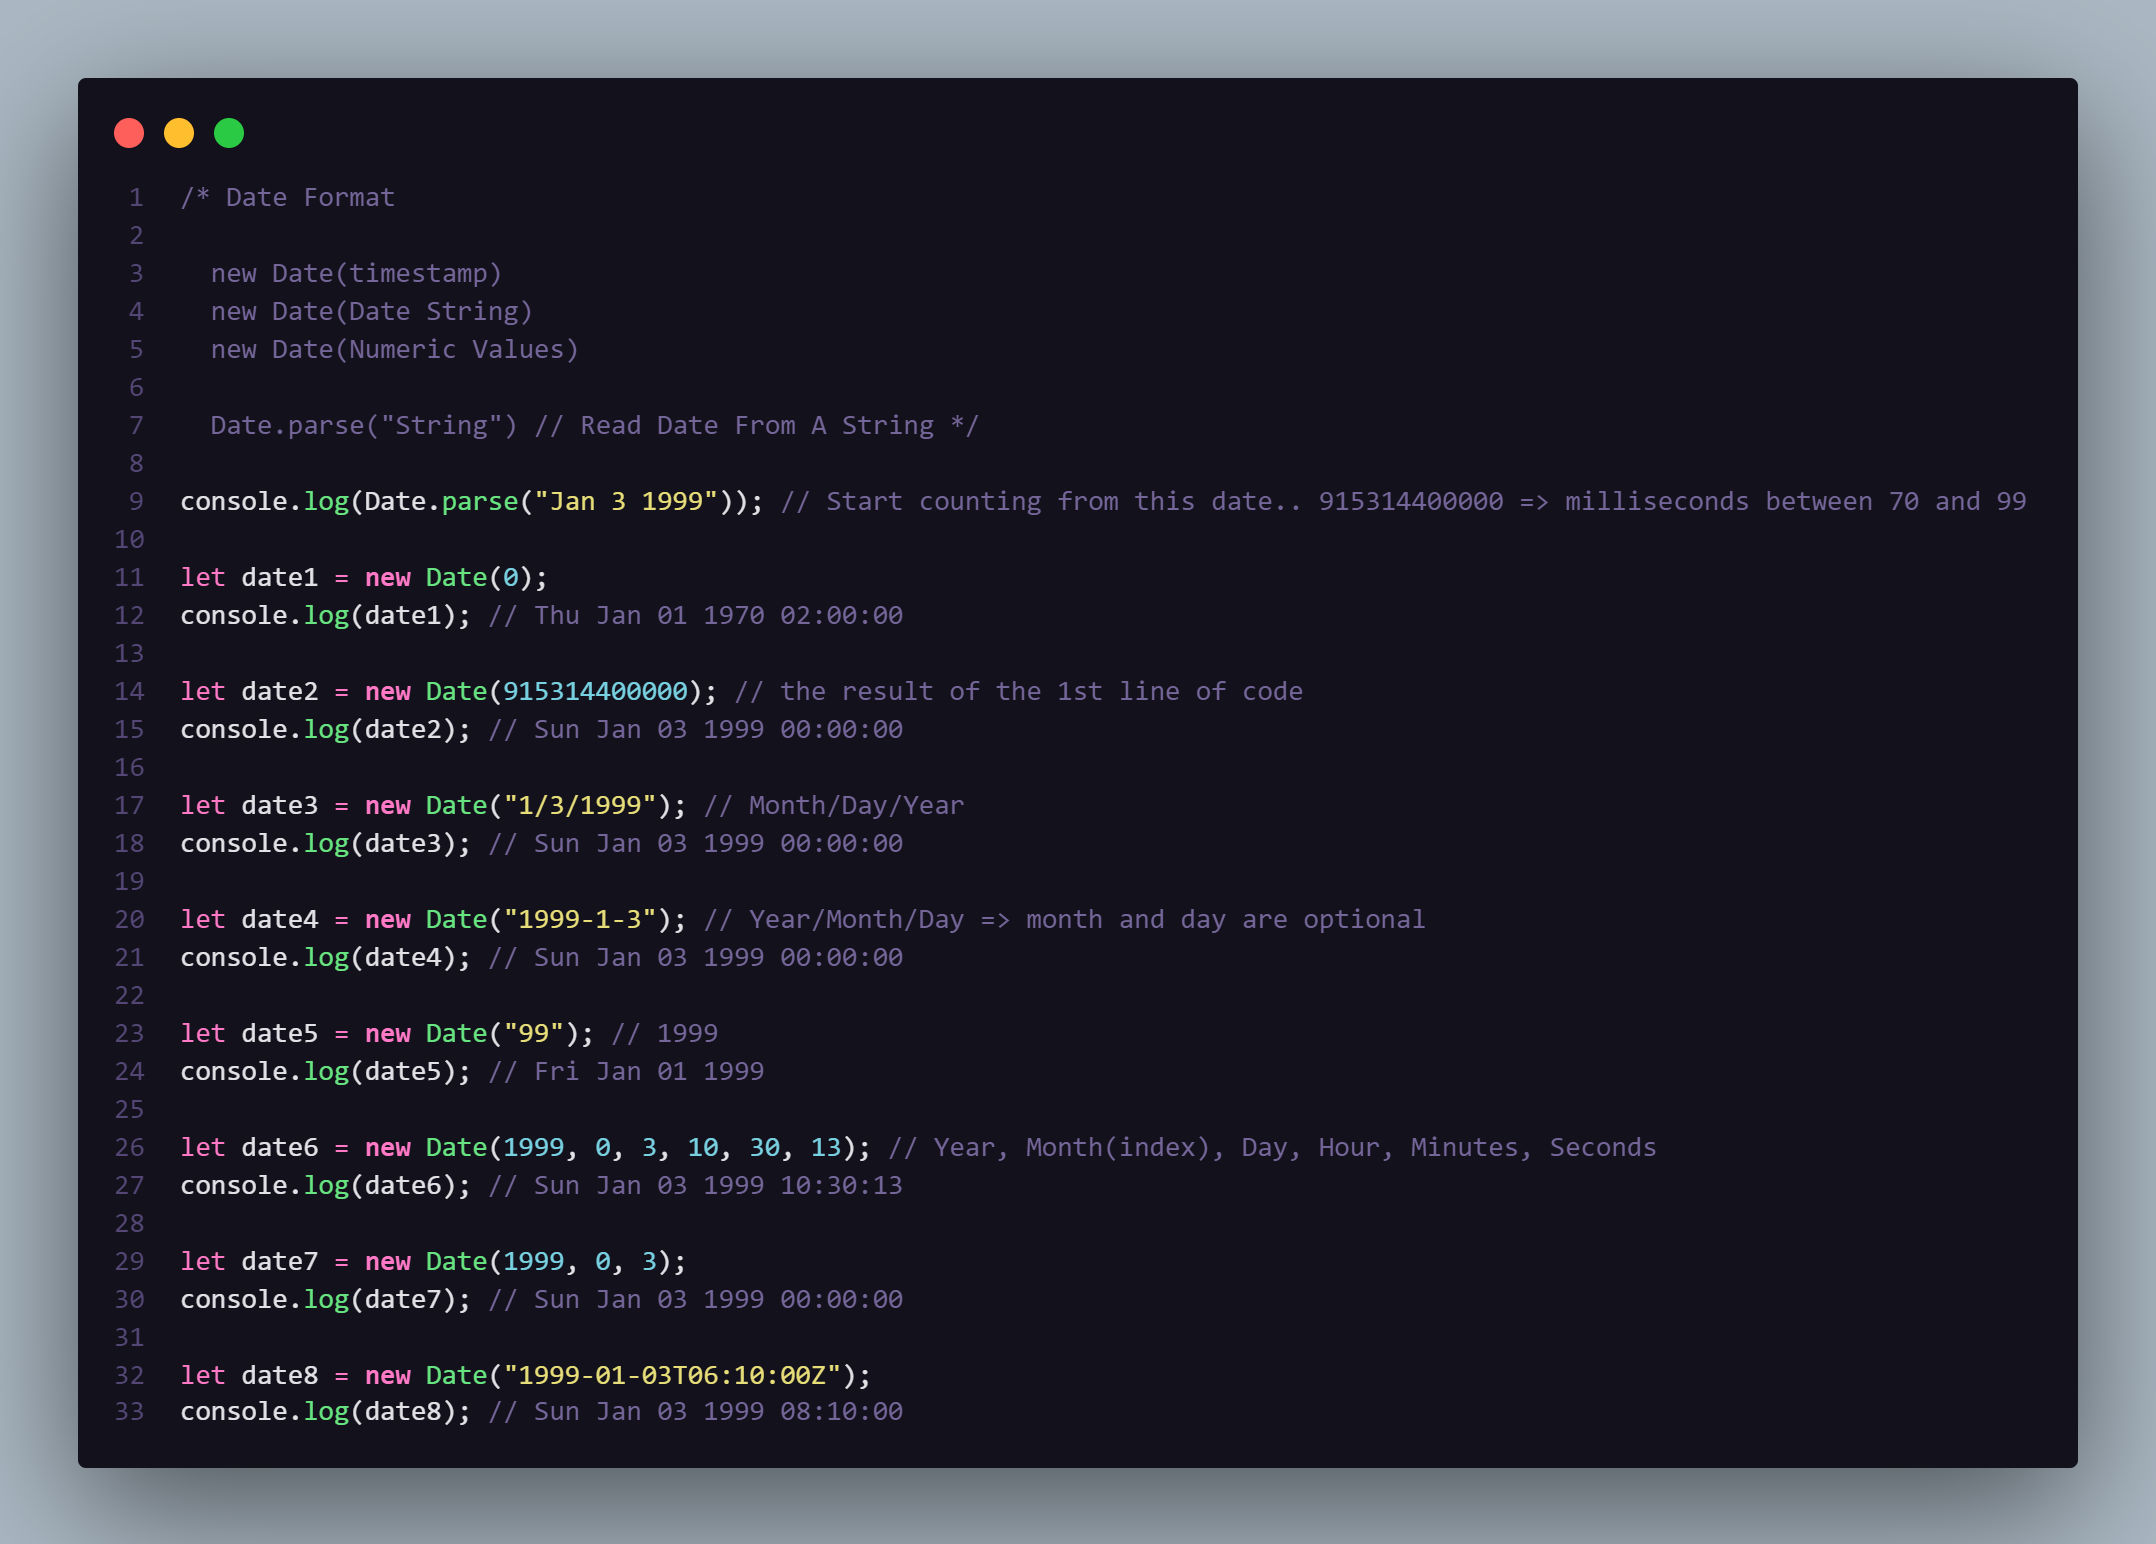 1 /* Date Format
2
3 new Date(timestamp)
4 new Date(Date String)
5 new Date(Numeric Values)
6
7 Date.parse("String") // Read Date From A String */
8
9 console.log(Date.parse("Jan 3 1999")); // Start counting from this date.. 915314400000 => milliseconds between 70 and 99
10
11 let date1 = new Date(0);
12 console.log(date1); // Thu Jan 01 1970 02:00:00
13
14 let date2 = new Date(915314400000); // the result of the 1st line of code
15 console.log(date2); // Sun Jan 03 1999 00:00:00
16
17 let date3 = new Date("1/3/1999"); // Month/Day/Year
18 console.log(date3); // Sun Jan 03 1999 00:00:00
19
20 let date4 = new Date("1999-1-3"); // Year/Month/Day => month and day are optional
21 console.log(date4); // Sun Jan 03 1999 00:00:00
22
23 let date5 = new Date("99"); // 1999
24 console.log(date5); // Fri Jan 01 1999
25
26 let date6 = new Date(1999, 0, 3, 10, 30, 13); // Year, Month(index), Day, Hour, Minutes, Seconds
27 console.log(date6); // Sun Jan 03 1999 10:30:13
28
29 let date7 = new Date(1999, 0, 3);
30 console.log(date7); // Sun Jan 03 1999 00:00:00
31
32 let date8 = new Date("1999-01-03T06:10:00Z");
33 console.log(date8); // Sun Jan 03 1999 08:10:00